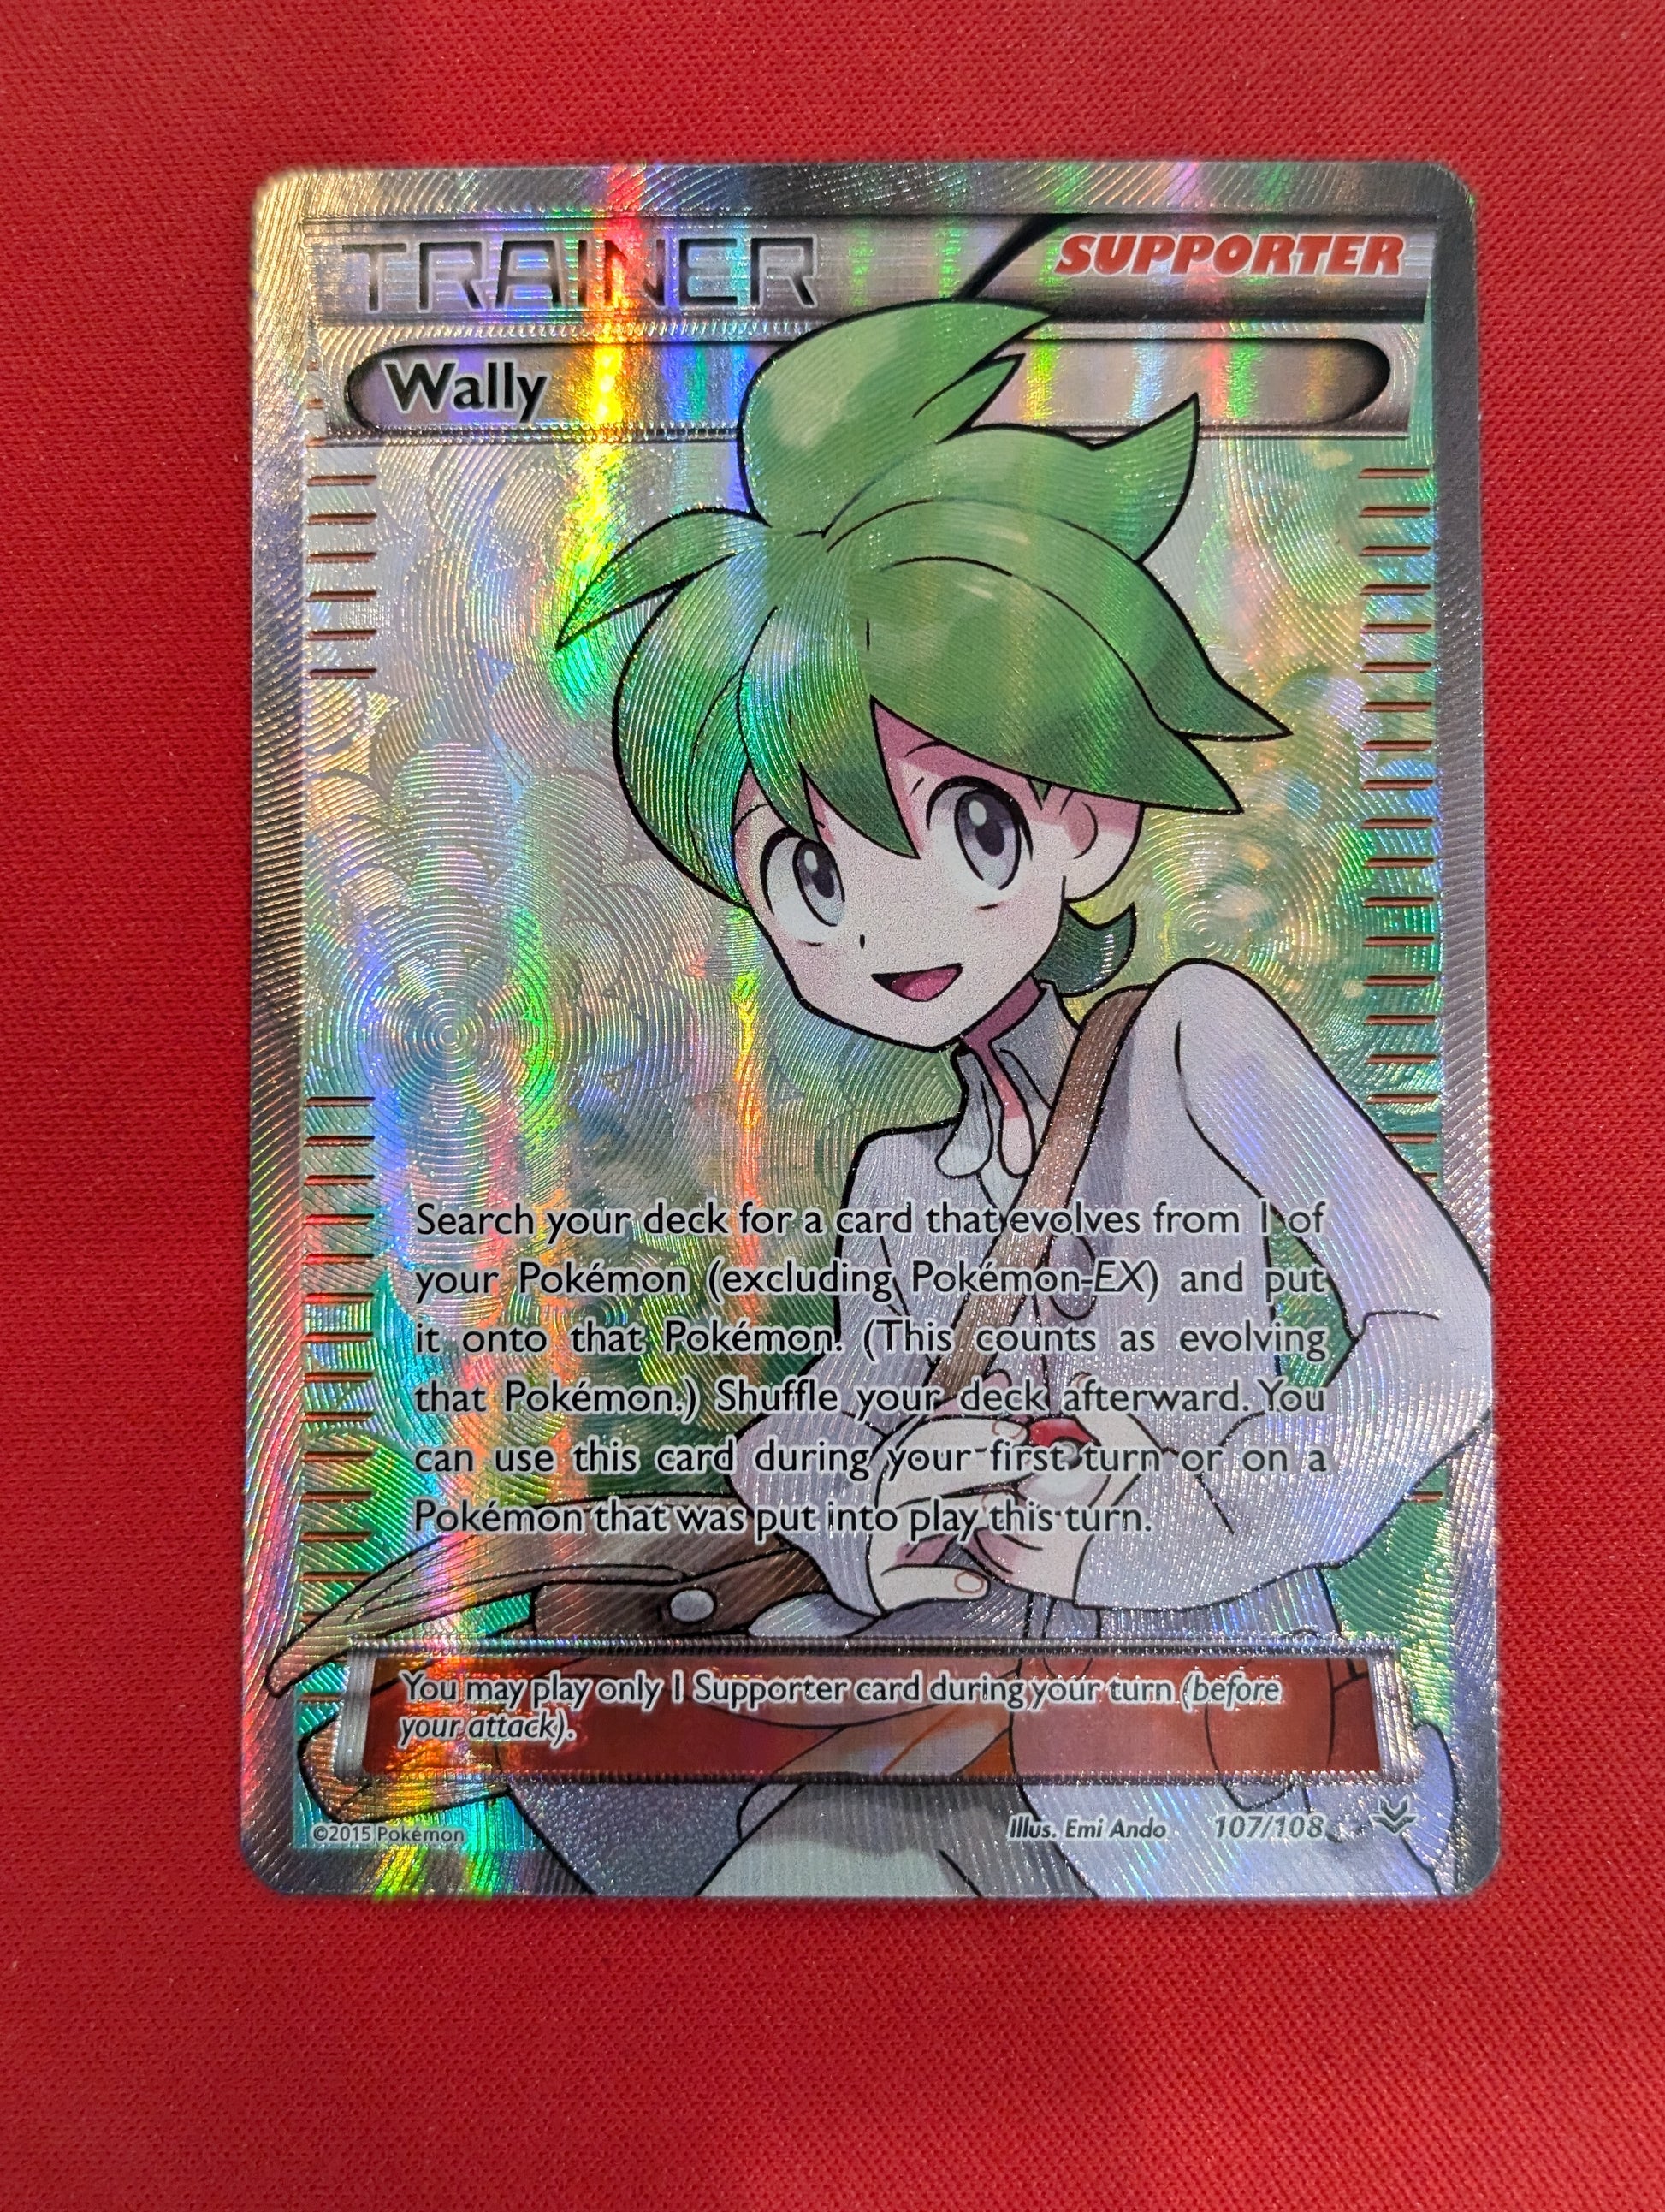 TRAINER SUPPORTER
Wally
Search your deck for a card that evolves from 1 of
your Pokémon (excluding Pokémon-EX) and put
it onto that Pokémon. (This counts as evolving
that Pokémon.) Shuffle your deck afterward. You
can use this card during your first turn or on a
Pokémon that was put into play this turn.
You may play only 1 Supporter card during your turn (before
your attack).
©2015 Pokémon Illus. Emi Ando 107/108